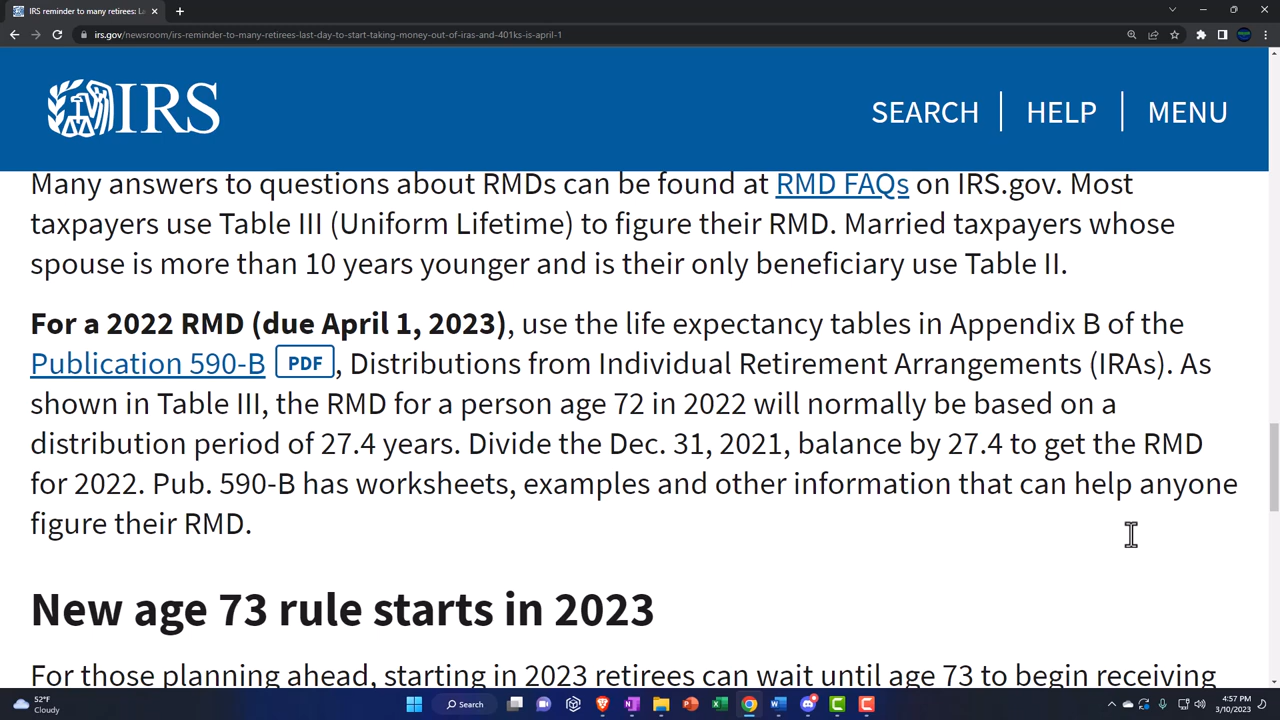 IRS reminder to many retirees: La
irs.gov/newsroom/irs-reminder-to-many-retirees-last-day-to-start-taking-money-out-of-iras-and-401ks-is-april-1
IRS
SEARCH
HELP
MENU
Many answers to questions about RMDs can be found at RMD FAQs on IRS.gov. Most
taxpayers use Table III (Uniform Lifetime) to figure their RMD. Married taxpayers whose
spouse is more than 10 years younger and is their only beneficiary use Table II.
For a 2022 RMD (due April 1, 2023), use the life expectancy tables in Appendix B of the
Publication 590-B PDF, Distributions from Individual Retirement Arrangements (IRAs). As
shown in Table III, the RMD for a person age 72 in 2022 will normally be based on a
distribution period of 27.4 years. Divide the Dec. 31, 2021, balance by 27.4 to get the RMD
for 2022. Pub. 590-B has worksheets, examples and other information that can help anyone
figure their RMD.
New age 73 rule starts in 2023
For those planning ahead, starting in 2023 retirees can wait until age 73 to begin receiving
52°F
Cloudy
Search
4:57 PM
3/10/2023